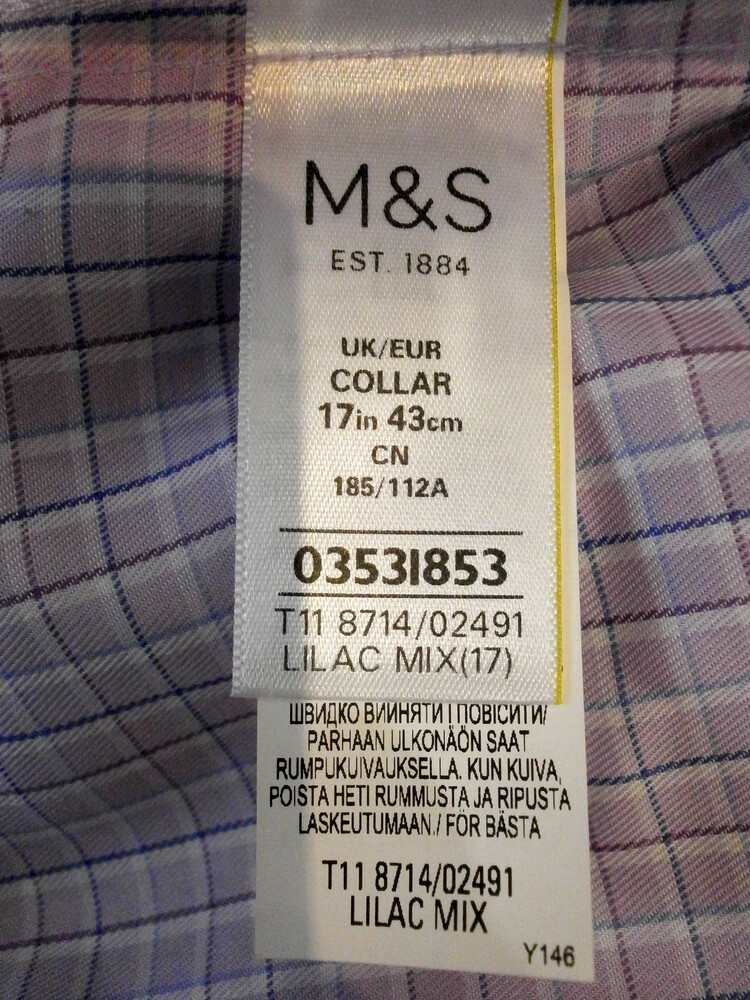 M&S
EST. 1884
UK/EUR
COLLAR
17in 43cm
CN
185/112A
03531853
T11 8714/02491
LILAC MIX(17)
ШВИДКО ВИЙНЯТИ І ПОВІСИТИ/
PARHAAN ULKONÄÖN SAAT
RUMPUKUIVAUKSELLA. KUN KUIVA,
POISTA HETI RUMMUSTA JA RIPUSTA
LASKEUTUMAAN./ FÖR BÄSTA
T11 8714/02491
LILAC MIX
Y146